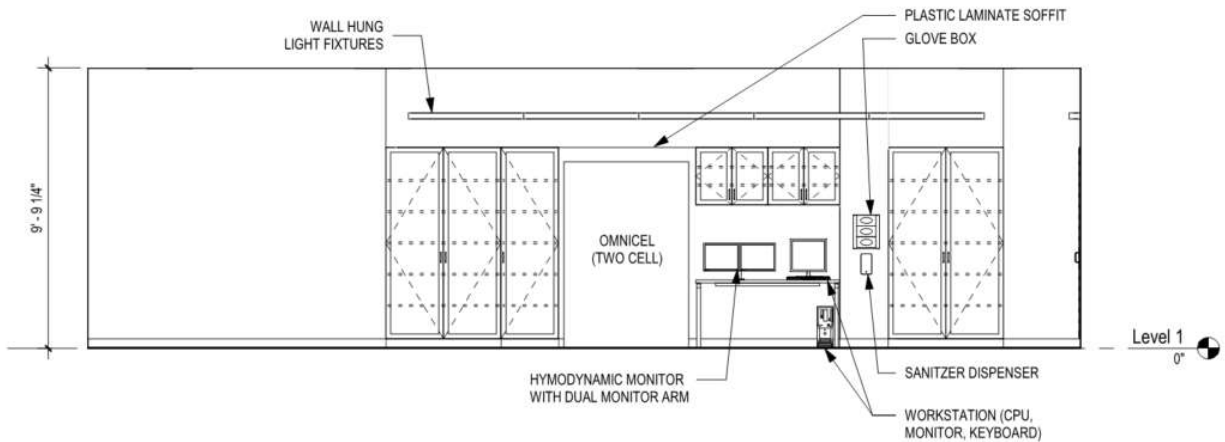 WALL HUNG
LIGHT FIXTURES
PLASTIC LAMINATE SOFFIT
GLOVE BOX
9' - 9 1/4"
OMNICEL
(TWO CELL)
Level 1
0"
HYMODYNAMIC MONITOR
WITH DUAL MONITOR ARM
SANITZER DISPENSER
WORKSTATION (CPU,
MONITOR, KEYBOARD)